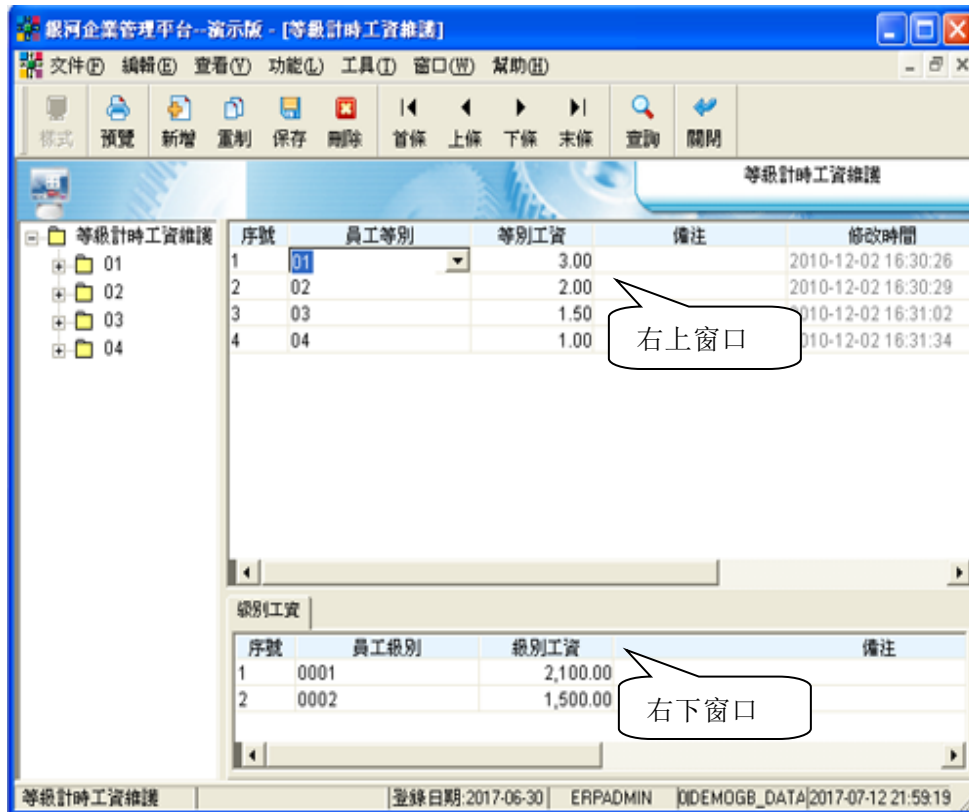 銀河企業管理平台--演示版 - [等級計時工資維護]
文件(F) 編輯(E) 查看(V) 功能(L) 工具(T) 窗口(W) 幫助(H)
樣式 預覽 新增 重制 保存 刪除 首條 上條 下條 末條 查詢 關閉
等級計時工資維護
等級計時工資維護
01
02
03
04
序號 員工等別 等別工資 備注 修改時間
1 01 3.00 2010-12-02 16:30:26
2 02 2.00 2010-12-02 16:30:29
3 03 1.50 010-12-02 16:31:02
4 04 1.00 010-12-02 16:31:34
右上窗口
級別工資
序號 員工級別 級別工資 備注
1 0001 2,100.00
2 0002 1,500.00
右下窗口
等級計時工資維護 登錄日期:2017-06-30 ERPADMIN 0|DEMOGB_DATA 2017-07-12 21:59:19